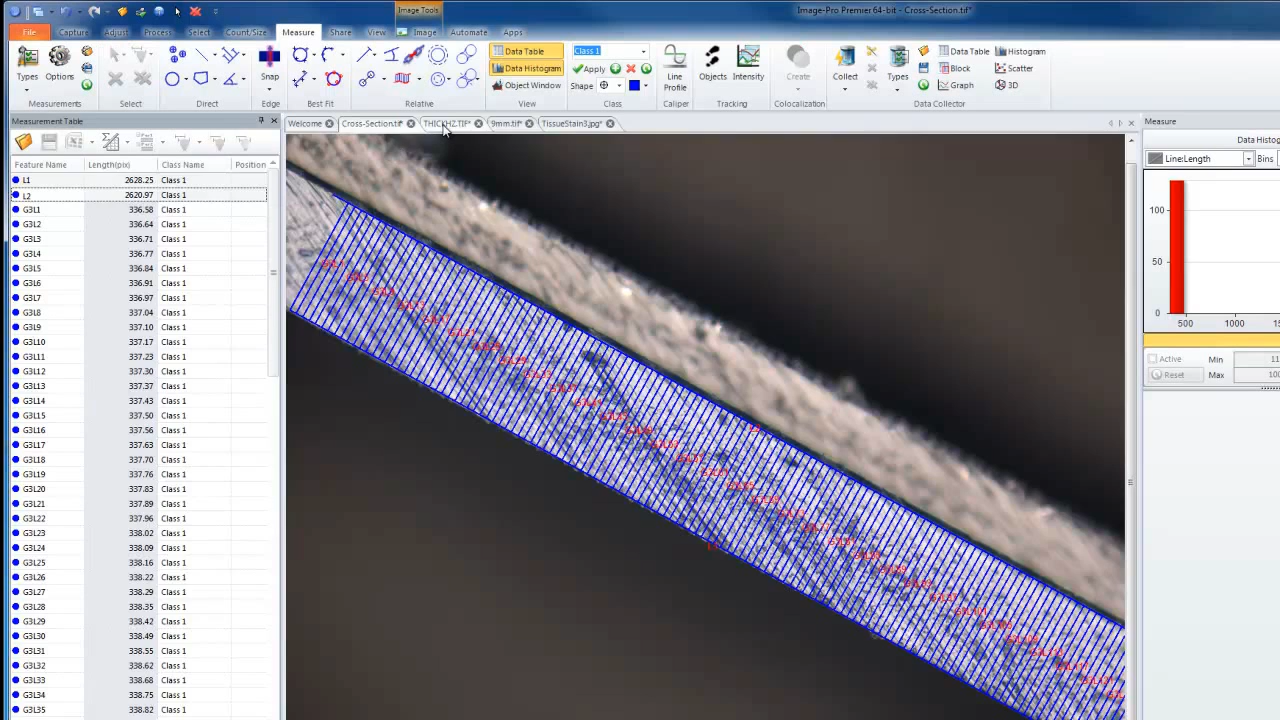 Image Tools
Image-Pro Premier 64-bit - Cross-Section.tif*
File Capture Adjust Process Select Count/Size Measure Share View Image Automate Apps
Types Options Snap Data Table Class 1 Line Profile Objects Intensity Create Collect Types Data Table Histogram
Data Histogram Apply Block Scatter
Object Window Shape Graph 3D
Measurements Select Direct Edge Best Fit Relative View Class Caliper Tracking Colocalization Data Collector
Measurement Table
Welcome Cross-Section.tif* THICKHZ.TIF* 9mm.tif* TissueStain3.jpg*
Measure
Data Histog
Line:Length Bins
100
50
0
500 1000 15
Active Min 11
Reset Max 100
Feature Name Length(pix) Class Name Position
L1 2628.25 Class 1
L2 2620.97 Class 1
G3L1 336.58 Class 1
G3L2 336.64 Class 1
G3L3 336.71 Class 1
G3L4 336.77 Class 1
G3L5 336.84 Class 1
G3L6 336.91 Class 1
G3L7 336.97 Class 1
G3L8 337.04 Class 1
G3L9 337.10 Class 1
G3L10 337.17 Class 1
G3L11 337.23 Class 1
G3L12 337.30 Class 1
G3L13 337.37 Class 1
G3L14 337.43 Class 1
G3L15 337.50 Class 1
G3L16 337.56 Class 1
G3L17 337.63 Class 1
G3L18 337.70 Class 1
G3L19 337.76 Class 1
G3L20 337.83 Class 1
G3L21 337.89 Class 1
G3L22 337.96 Class 1
G3L23 338.02 Class 1
G3L24 338.09 Class 1
G3L25 338.16 Class 1
G3L26 338.22 Class 1
G3L27 338.29 Class 1
G3L28 338.35 Class 1
G3L29 338.42 Class 1
G3L30 338.49 Class 1
G3L31 338.55 Class 1
G3L32 338.62 Class 1
G3L33 338.68 Class 1
G3L34 338.75 Class 1
G3L35 338.82 Class 1